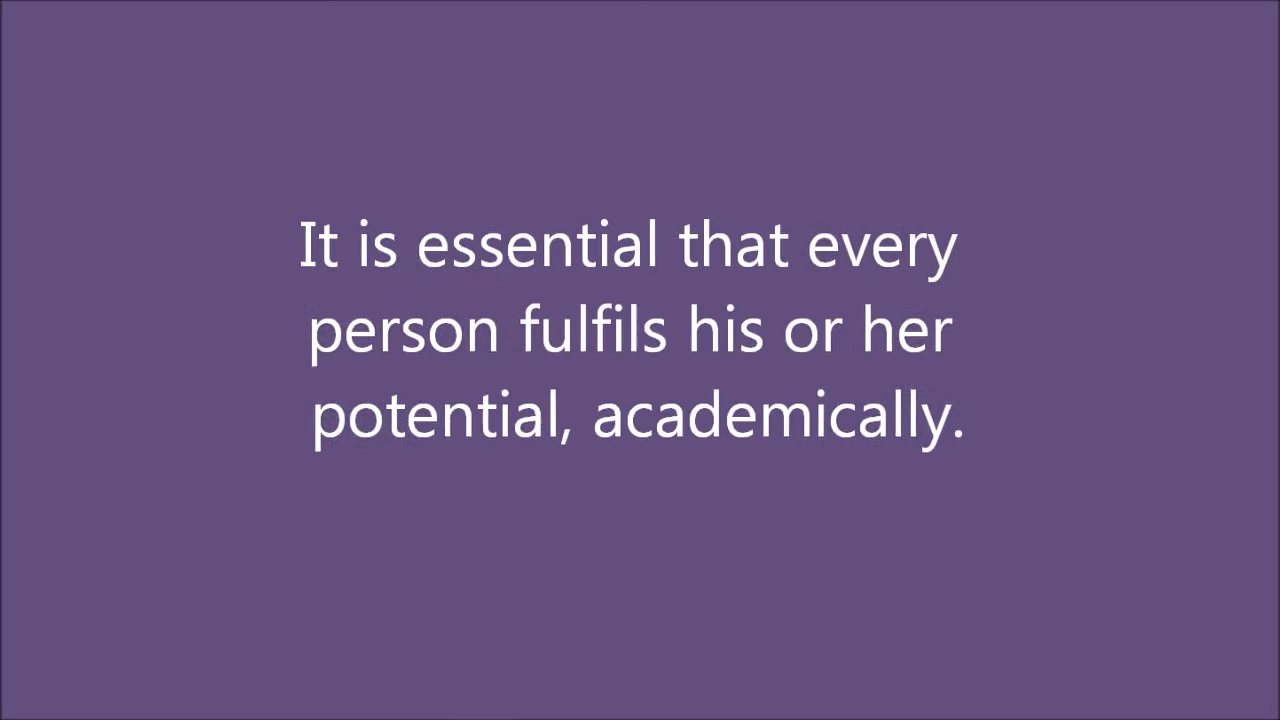 It is essential that every
person fulfils his or her
potential, academically.